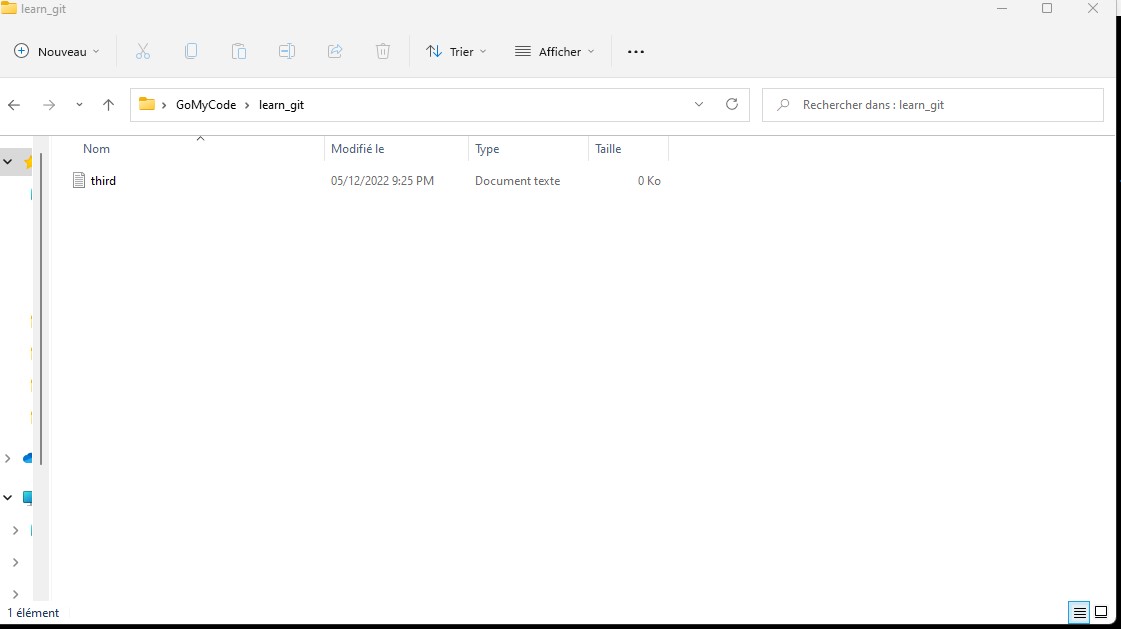 learn_git
Nouveau Trier Afficher
GoMyCode learn_git Rechercher dans : learn_git
Nom Modifié le Type Taille
third 05/12/2022 9:25 PM Document texte 0 Ko
1 élément